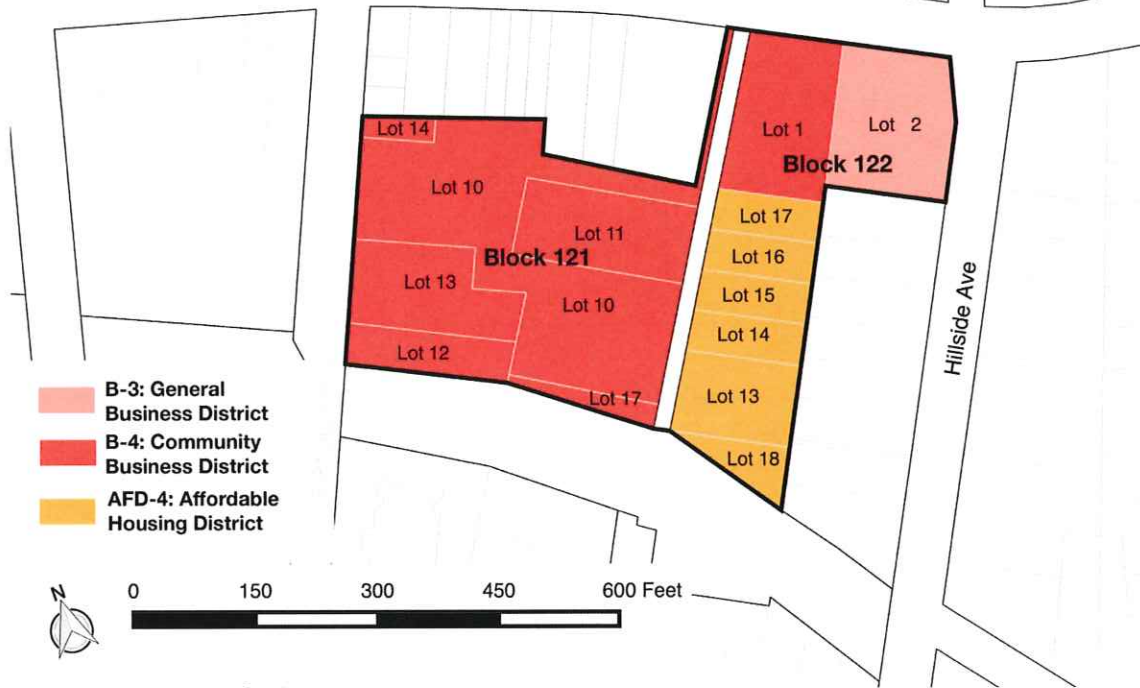 Lot 14
Lot 1
Lot 2
Block 122
Lot 10
Lot 17
Lot 11
Lot 16
Block 121
Lot 13
Lot 15
Lot 10
Lot 14
Lot 12
Lot 13
Lot 17
Lot 18
Hillside Ave
B-3: General
Business District
B-4: Community
Business District
AFD-4: Affordable
Housing District
N
0 150 300 450 600 Feet